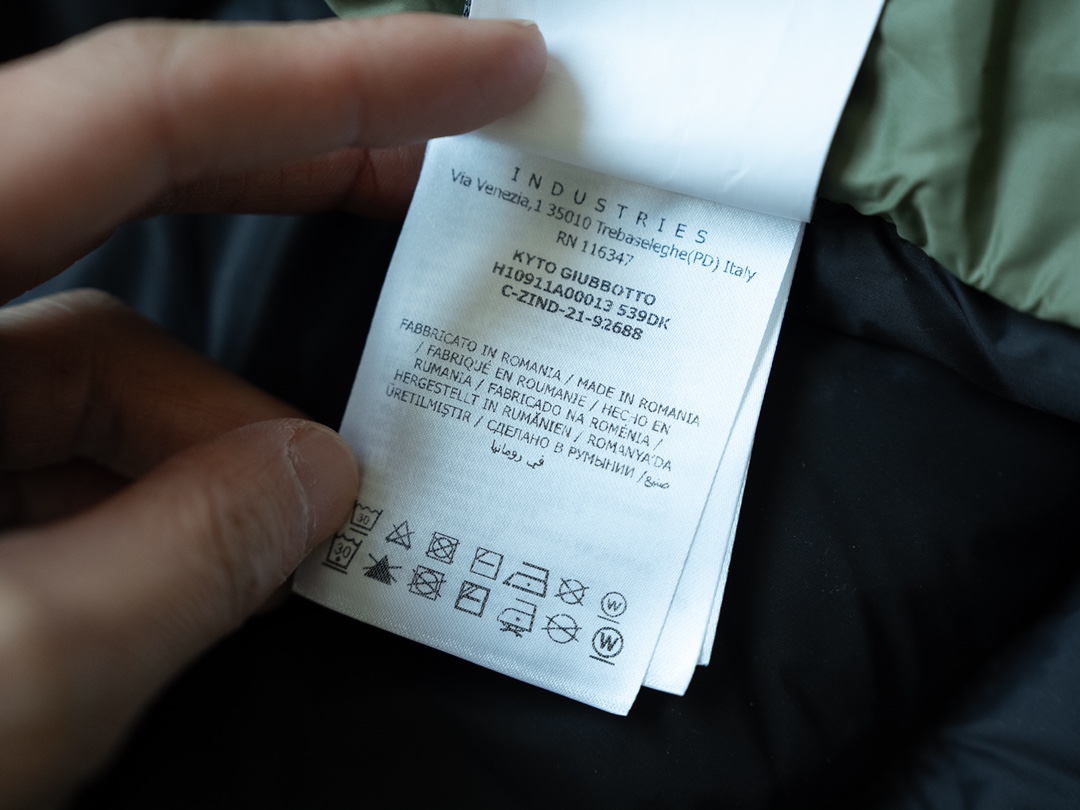 INDUSTRIES
Via Venezia,1 35010 Trebaseleghe(PD) Italy
RN 116347
KYTO GIUBBOTTO
H10911A00013 539DK
C-ZIND-21-92688
FABBRICATO IN ROMANIA / MADE IN ROMANIA
/ FABRIQUÉ EN ROUMANIE / HECHO EN
RUMANIA / FABRICADO NA ROMÉNIA /
HERGESTELLT IN RUMÄNIEN / ROMANYA'DA
ÜRETILMIŞTIR / СДЕЛАНО В РУМЫНИИ / صنع
في رومانيا
30
30
W
W